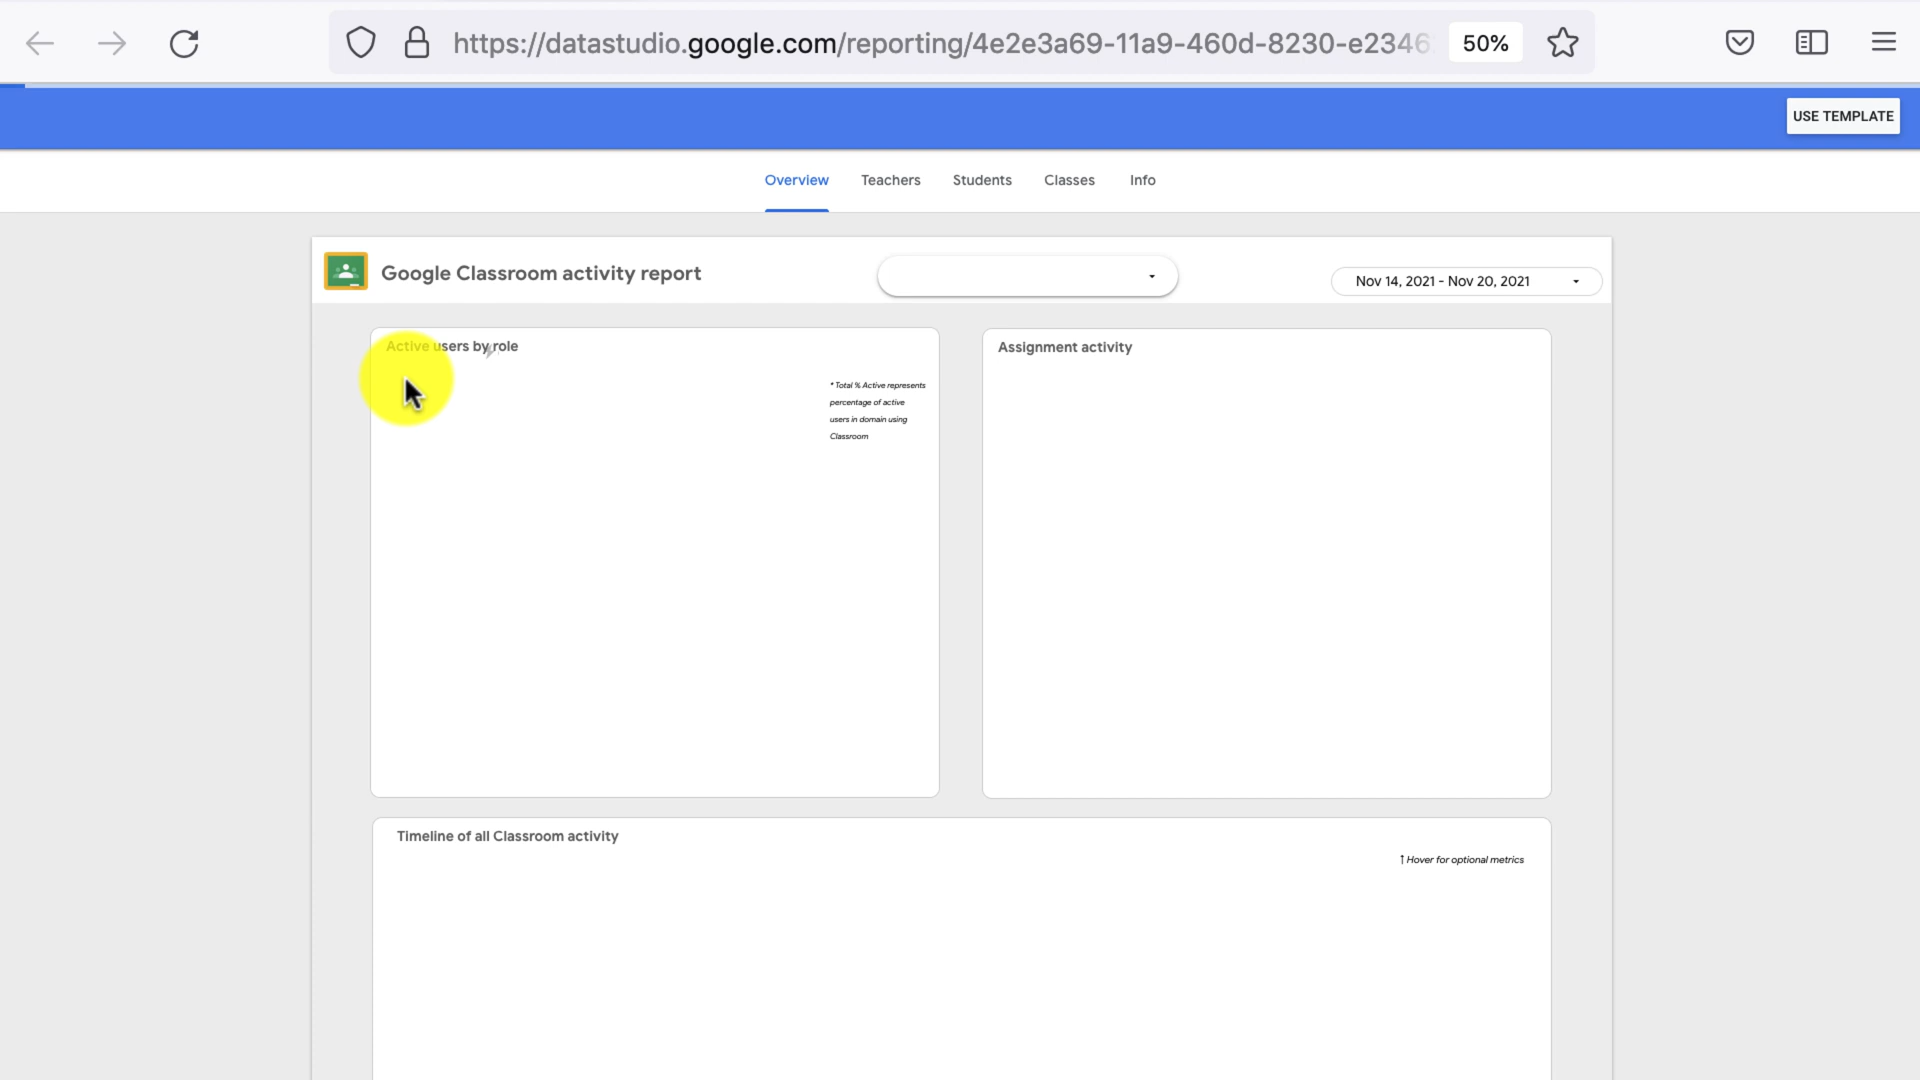 https://datastudio.google.com/reporting/4e2e3a69-11a9-460d-8230-e2346
50%
USE TEMPLATE
Overview Teachers Students Classes Info
Google Classroom activity report
Nov 14, 2021 - Nov 20, 2021
Active users by role
* Total % Active represents
percentage of active
users in domain using
Classroom
Assignment activity
Timeline of all Classroom activity
↑ Hover for optional metrics